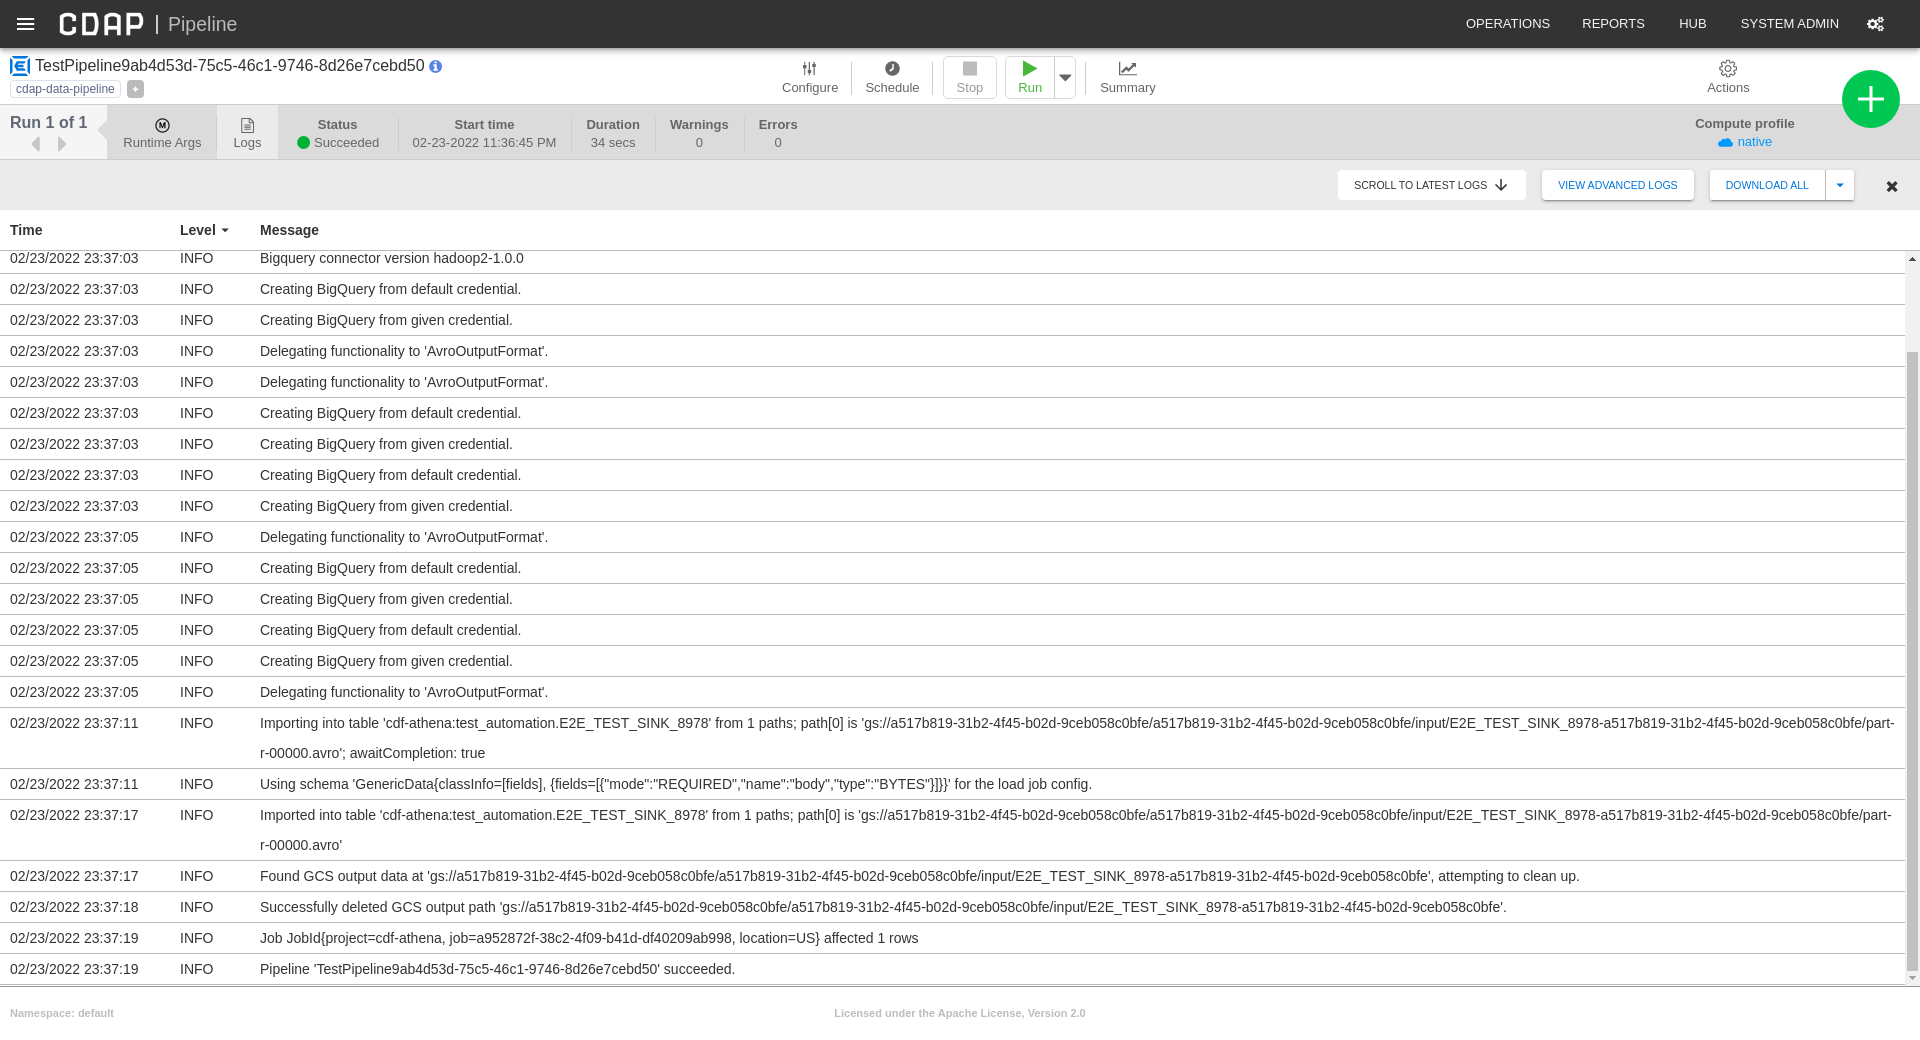 CDAP | Pipeline OPERATIONS REPORTS HUB SYSTEM ADMIN
TestPipeline9ab4d53d-75c5-46c1-9746-8d26e7cebd50
cdap-data-pipeline +
Configure Schedule Stop Run Summary Actions
Run 1 of 1
Runtime Args Logs
Status Start time Duration Warnings Errors Compute profile
Succeeded 02-23-2022 11:36:45 PM 34 secs 0 0 native
SCROLL TO LATEST LOGS VIEW ADVANCED LOGS DOWNLOAD ALL
Time Level Message
02/23/2022 23:37:03 INFO Bigquery connector version hadoop2-1.0.0
02/23/2022 23:37:03 INFO Creating BigQuery from default credential.
02/23/2022 23:37:03 INFO Creating BigQuery from given credential.
02/23/2022 23:37:03 INFO Delegating functionality to 'AvroOutputFormat'.
02/23/2022 23:37:03 INFO Delegating functionality to 'AvroOutputFormat'.
02/23/2022 23:37:03 INFO Creating BigQuery from default credential.
02/23/2022 23:37:03 INFO Creating BigQuery from given credential.
02/23/2022 23:37:03 INFO Creating BigQuery from default credential.
02/23/2022 23:37:03 INFO Creating BigQuery from given credential.
02/23/2022 23:37:05 INFO Delegating functionality to 'AvroOutputFormat'.
02/23/2022 23:37:05 INFO Creating BigQuery from default credential.
02/23/2022 23:37:05 INFO Creating BigQuery from given credential.
02/23/2022 23:37:05 INFO Creating BigQuery from default credential.
02/23/2022 23:37:05 INFO Creating BigQuery from given credential.
02/23/2022 23:37:05 INFO Delegating functionality to 'AvroOutputFormat'.
02/23/2022 23:37:11 INFO Importing into table 'cdf-athena:test_automation.E2E_TEST_SINK_8978' from 1 paths; path[0] is 'gs://a517b819-31b2-4f45-b02d-9ceb058c0bfe/a517b819-31b2-4f45-b02d-9ceb058c0bfe/input/E2E_TEST_SINK_8978-a517b819-31b2-4f45-b02d-9ceb058c0bfe/part-
r-00000.avro'; awaitCompletion: true
02/23/2022 23:37:11 INFO Using schema 'GenericData{classInfo=[fields], {fields=[{"mode":"REQUIRED","name":"body","type":"BYTES"}]}}' for the load job config.
02/23/2022 23:37:17 INFO Imported into table 'cdf-athena:test_automation.E2E_TEST_SINK_8978' from 1 paths; path[0] is 'gs://a517b819-31b2-4f45-b02d-9ceb058c0bfe/a517b819-31b2-4f45-b02d-9ceb058c0bfe/input/E2E_TEST_SINK_8978-a517b819-31b2-4f45-b02d-9ceb058c0bfe/part-
r-00000.avro'
02/23/2022 23:37:17 INFO Found GCS output data at 'gs://a517b819-31b2-4f45-b02d-9ceb058c0bfe/a517b819-31b2-4f45-b02d-9ceb058c0bfe/input/E2E_TEST_SINK_8978-a517b819-31b2-4f45-b02d-9ceb058c0bfe', attempting to clean up.
02/23/2022 23:37:18 INFO Successfully deleted GCS output path 'gs://a517b819-31b2-4f45-b02d-9ceb058c0bfe/a517b819-31b2-4f45-b02d-9ceb058c0bfe/input/E2E_TEST_SINK_8978-a517b819-31b2-4f45-b02d-9ceb058c0bfe'.
02/23/2022 23:37:19 INFO Job JobId{project=cdf-athena, job=a952872f-38c2-4f09-b41d-df40209ab998, location=US} affected 1 rows
02/23/2022 23:37:19 INFO Pipeline 'TestPipeline9ab4d53d-75c5-46c1-9746-8d26e7cebd50' succeeded.
Namespace: default Licensed under the Apache License, Version 2.0